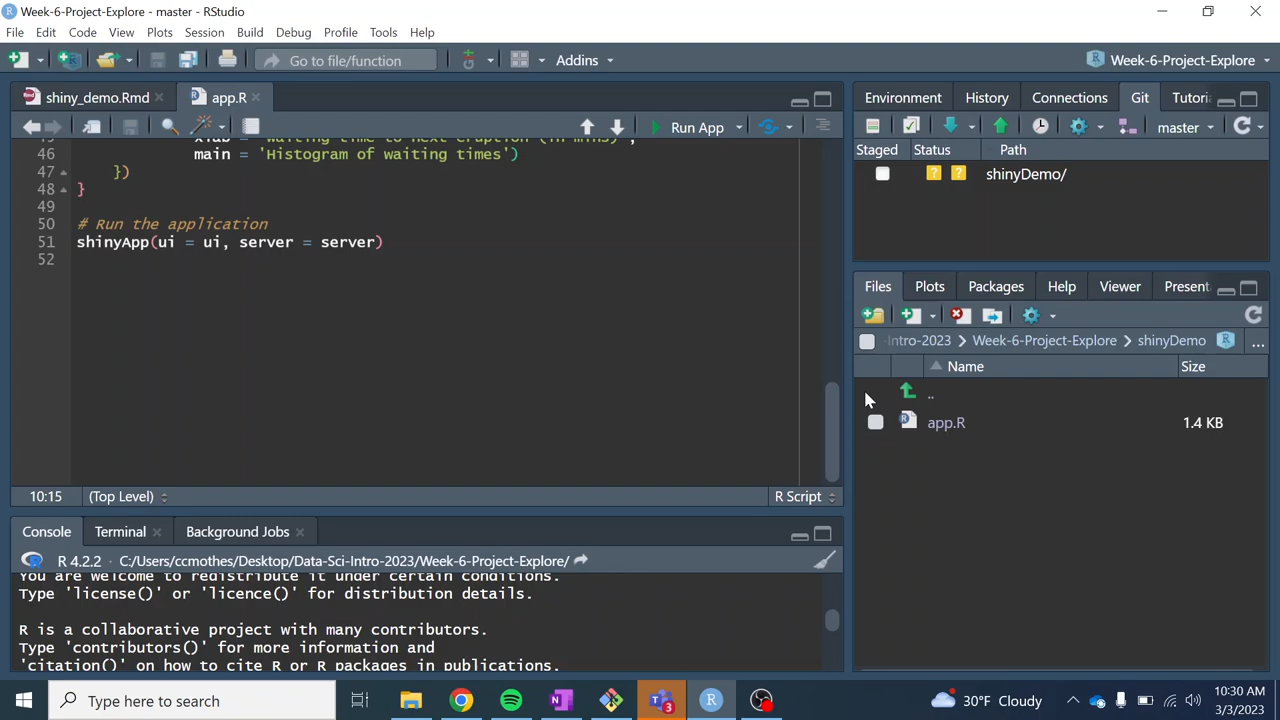 Week-6-Project-Explore - master - RStudio
File Edit Code View Plots Session Build Debug Profile Tools Help
Go to file/function
Addins
Week-6-Project-Explore
shiny_demo.Rmd
app.R
Run App
46 main = 'Histogram of waiting times')
47 })
48 }
49
50 # Run the application
51 shinyApp(ui = ui, server = server)
52
10:15 (Top Level) R Script
Console Terminal Background Jobs
R 4.2.2 · C:/Users/ccmothes/Desktop/Data-Sci-Intro-2023/Week-6-Project-Explore/
You are welcome to redistribute it under certain conditions.
Type 'license()' or 'licence()' for distribution details.
R is a collaborative project with many contributors.
Type 'contributors()' for more information and
'citation()' on how to cite R or R packages in publications.
Environment History Connections Git Tutori
master
Staged Status Path
shinyDemo/
Files Plots Packages Help Viewer Present
-Intro-2023 Week-6-Project-Explore shinyDemo ...
Name Size
..
app.R 1.4 KB
Type here to search
3
30°F Cloudy
10:30 AM
3/3/2023